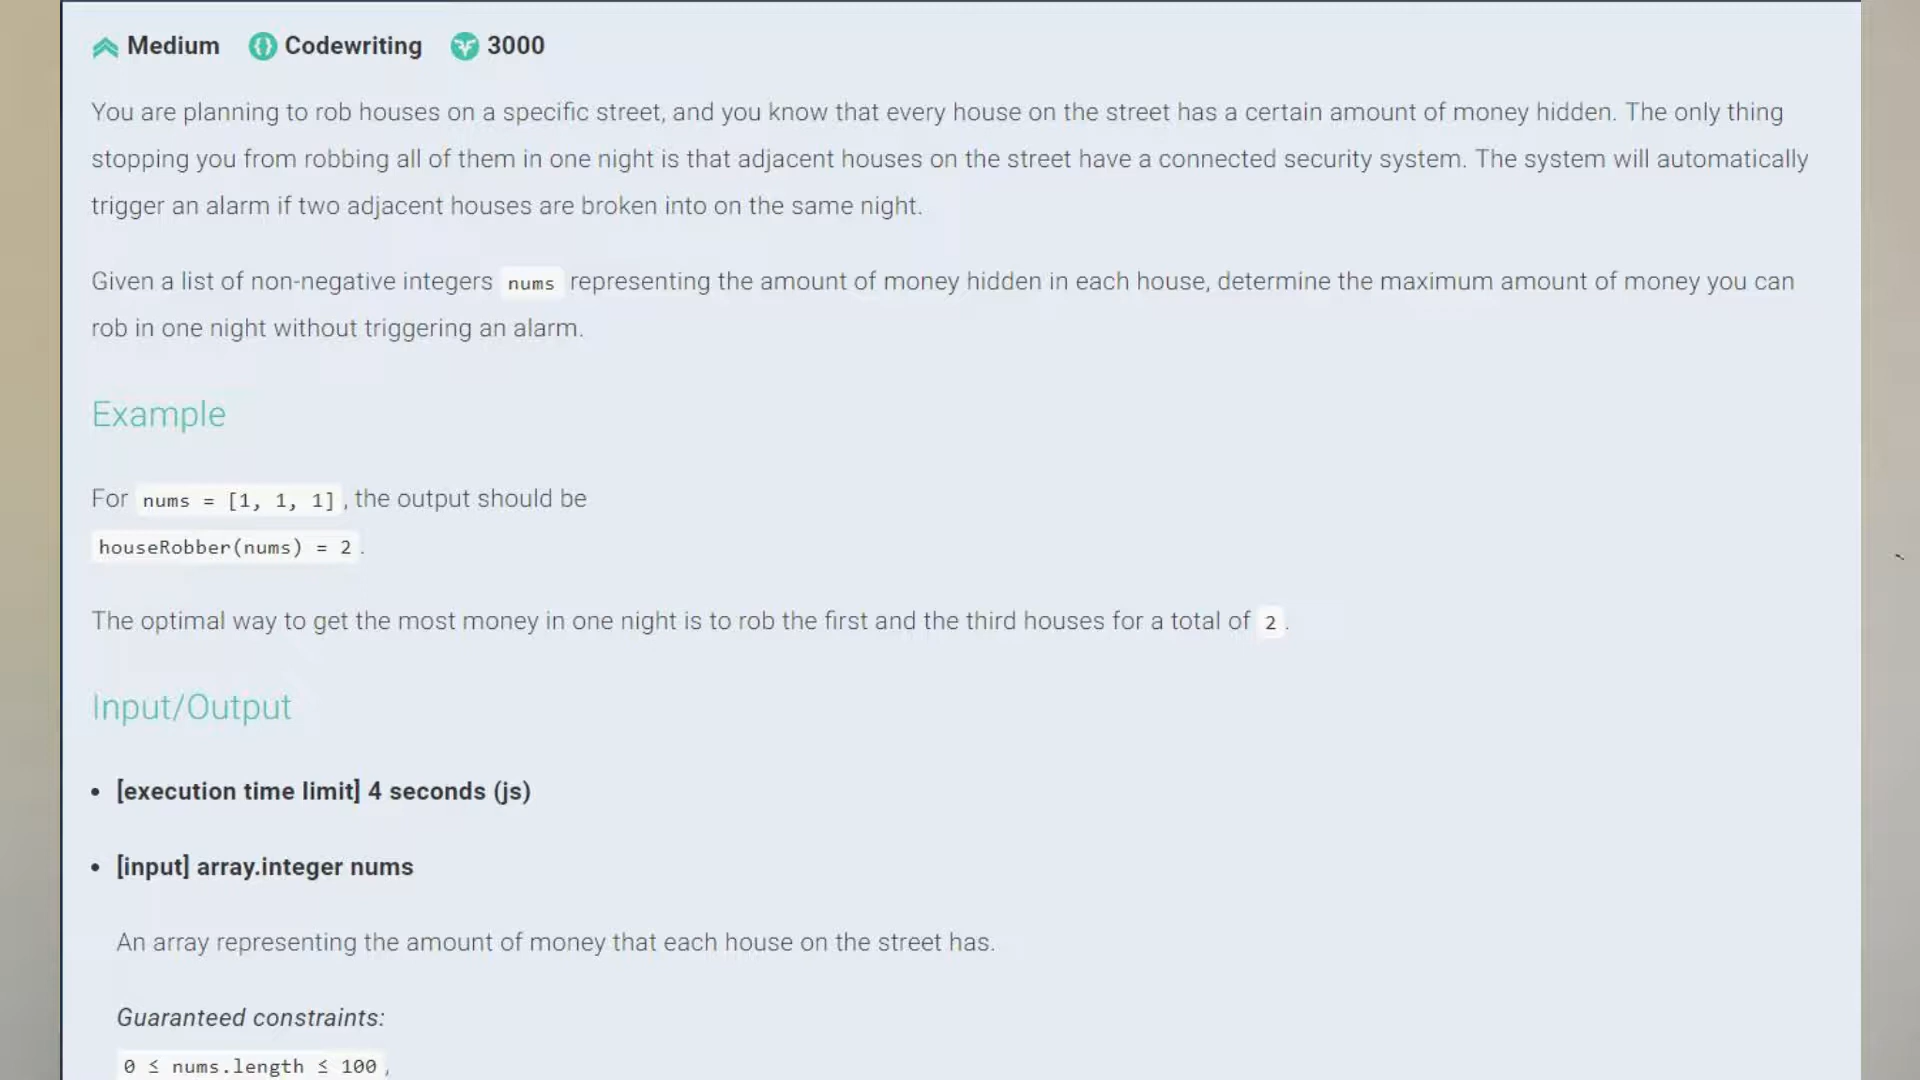 Medium Codewriting 3000
You are planning to rob houses on a specific street, and you know that every house on the street has a certain amount of money hidden. The only thing
stopping you from robbing all of them in one night is that adjacent houses on the street have a connected security system. The system will automatically
trigger an alarm if two adjacent houses are broken into on the same night.
Given a list of non-negative integers nums representing the amount of money hidden in each house, determine the maximum amount of money you can
rob in one night without triggering an alarm.
Example
For nums = [1, 1, 1], the output should be
houseRobber(nums) = 2.
The optimal way to get the most money in one night is to rob the first and the third houses for a total of 2.
Input/Output
• [execution time limit] 4 seconds (js)
• [input] array.integer nums
An array representing the amount of money that each house on the street has.
Guaranteed constraints:
0 ≤ nums.length ≤ 100,